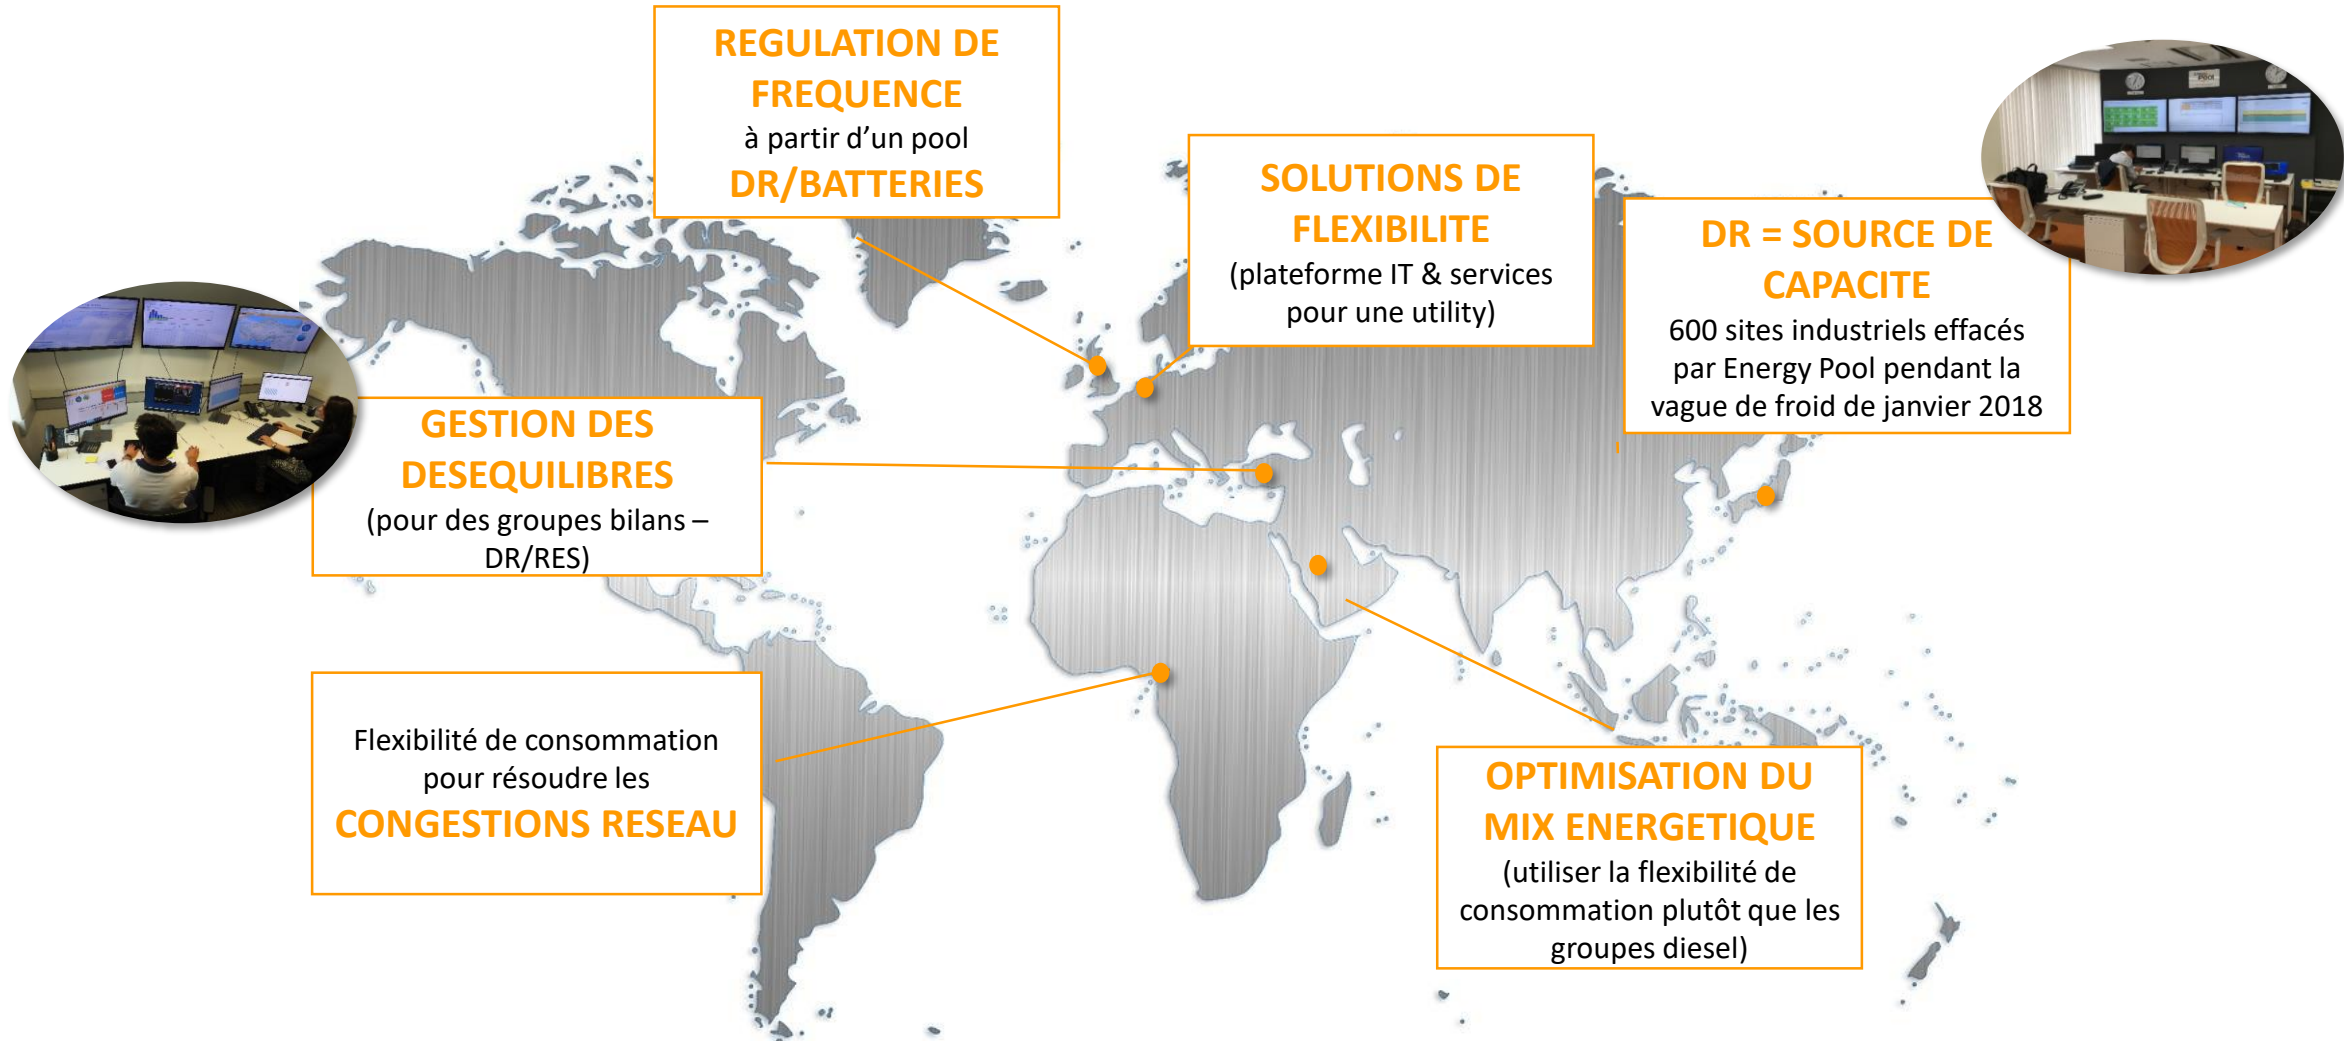 REGULATION DE
FREQUENCE
à partir d’un pool
DR/BATTERIES
SOLUTIONS DE
FLEXIBILITE
(plateforme IT & services
pour une utility)
DR = SOURCE DE
CAPACITE
600 sites industriels effacés
par Energy Pool pendant la
vague de froid de janvier 2018
GESTION DES
DESEQUILIBRES
(pour des groupes bilans –
DR/RES)
Flexibilité de consommation
pour résoudre les
CONGESTIONS RESEAU
OPTIMISATION DU
MIX ENERGETIQUE
(utiliser la flexibilité de
consommation plutôt que les
groupes diesel)